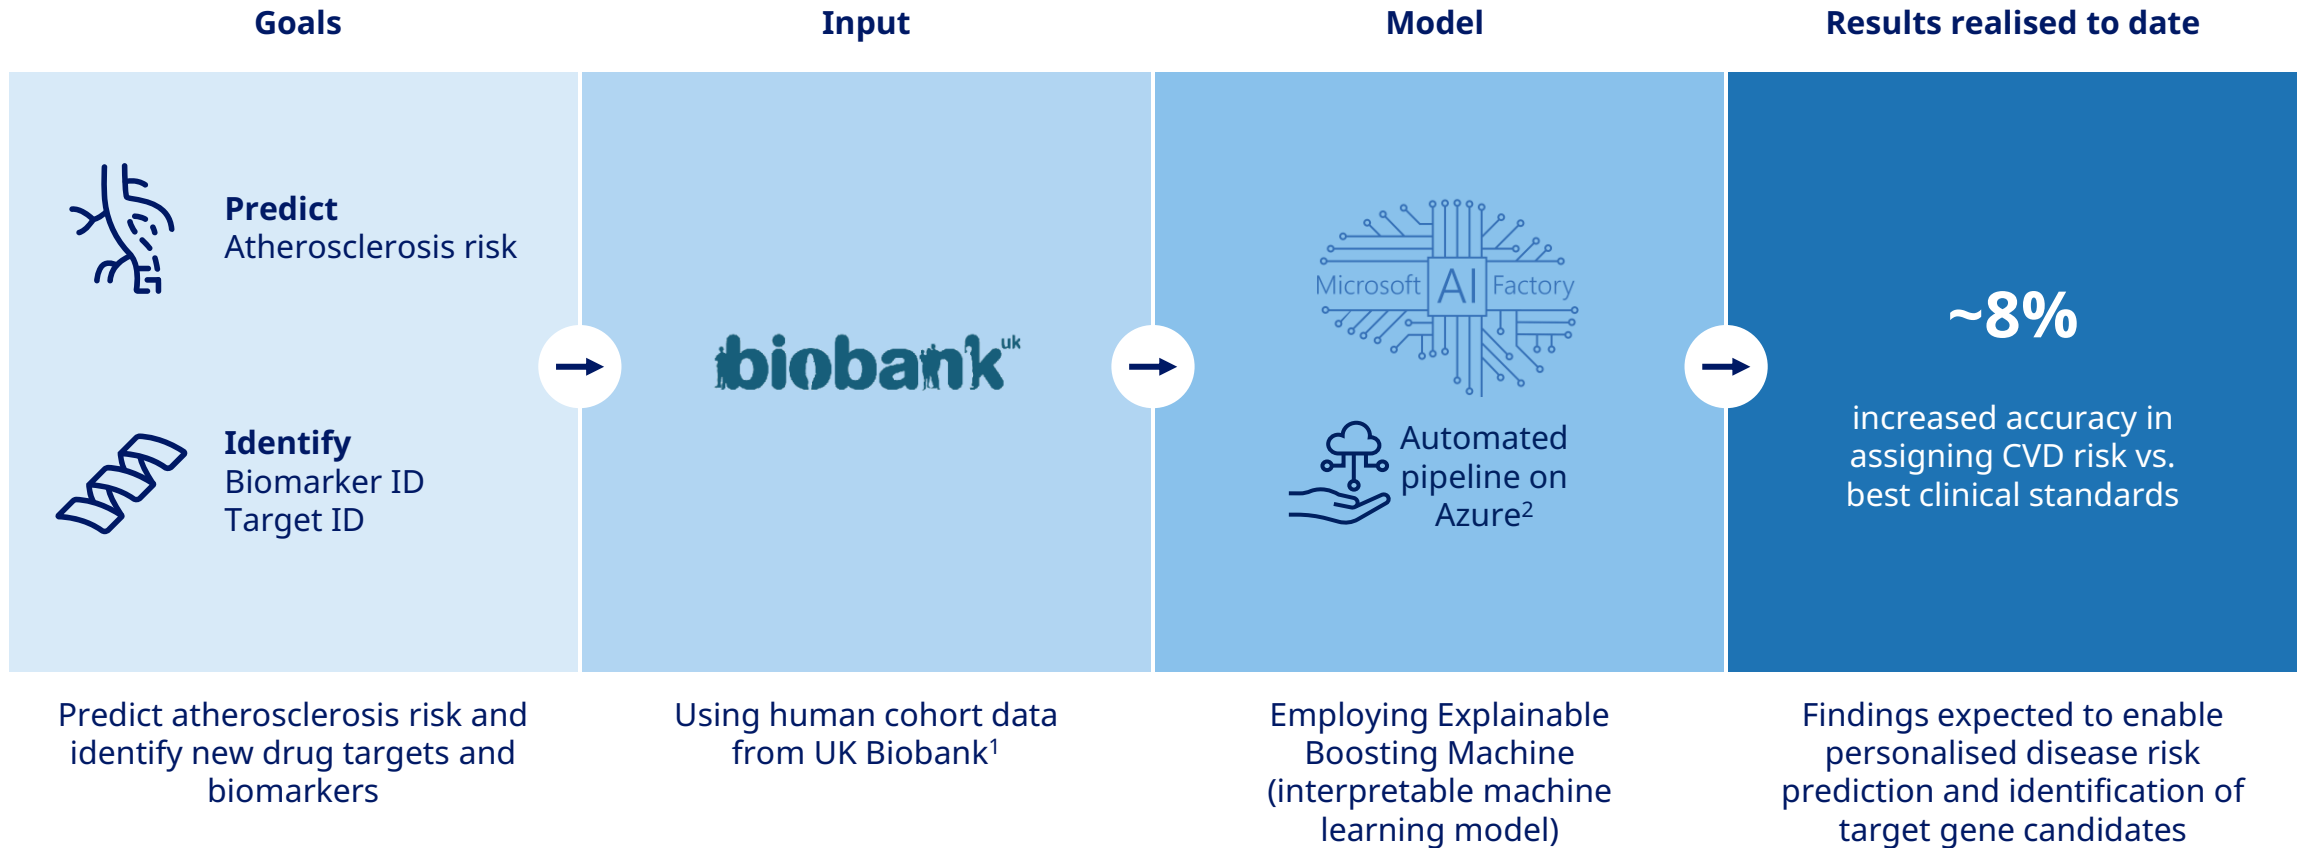 Goals
Input
Model
Results realised to date
Predict
Atherosclerosis risk
Identify
Biomarker ID
Target ID
biobank uk
Microsoft AI Factory
Automated
pipeline on
Azure2
~8%
increased accuracy in
assigning CVD risk vs.
best clinical standards
Predict atherosclerosis risk and
identify new drug targets and
biomarkers
Using human cohort data
from UK Biobank1
Employing Explainable
Boosting Machine
(interpretable machine
learning model)
Findings expected to enable
personalised disease risk
prediction and identification of
target gene candidates